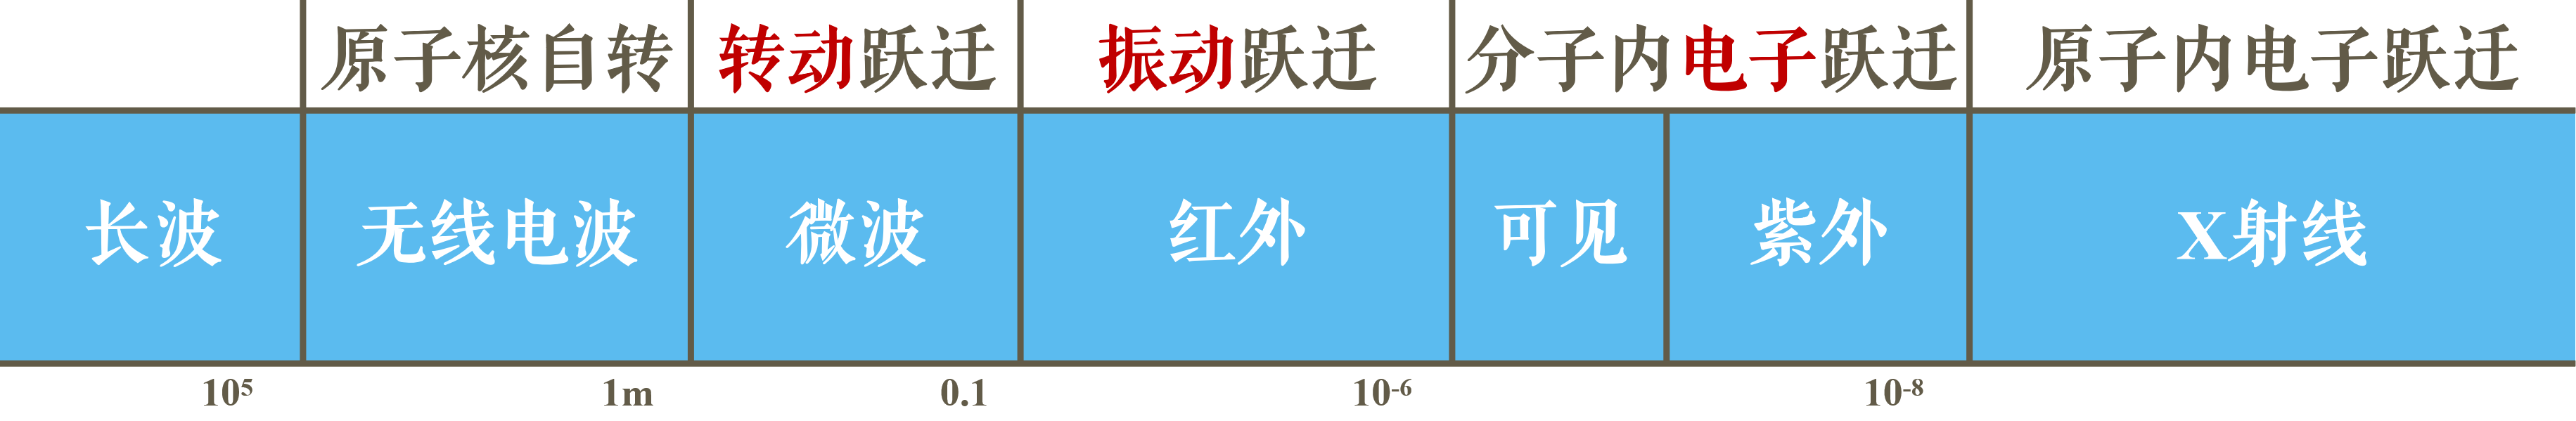 原子核自转 转动跃迁 振动跃迁 分子内电子跃迁 原子内电子跃迁
长波 无线电波 微波 红外 可见 紫外 X射线
10⁵ 1m 0.1 10⁻⁶ 10⁻⁸